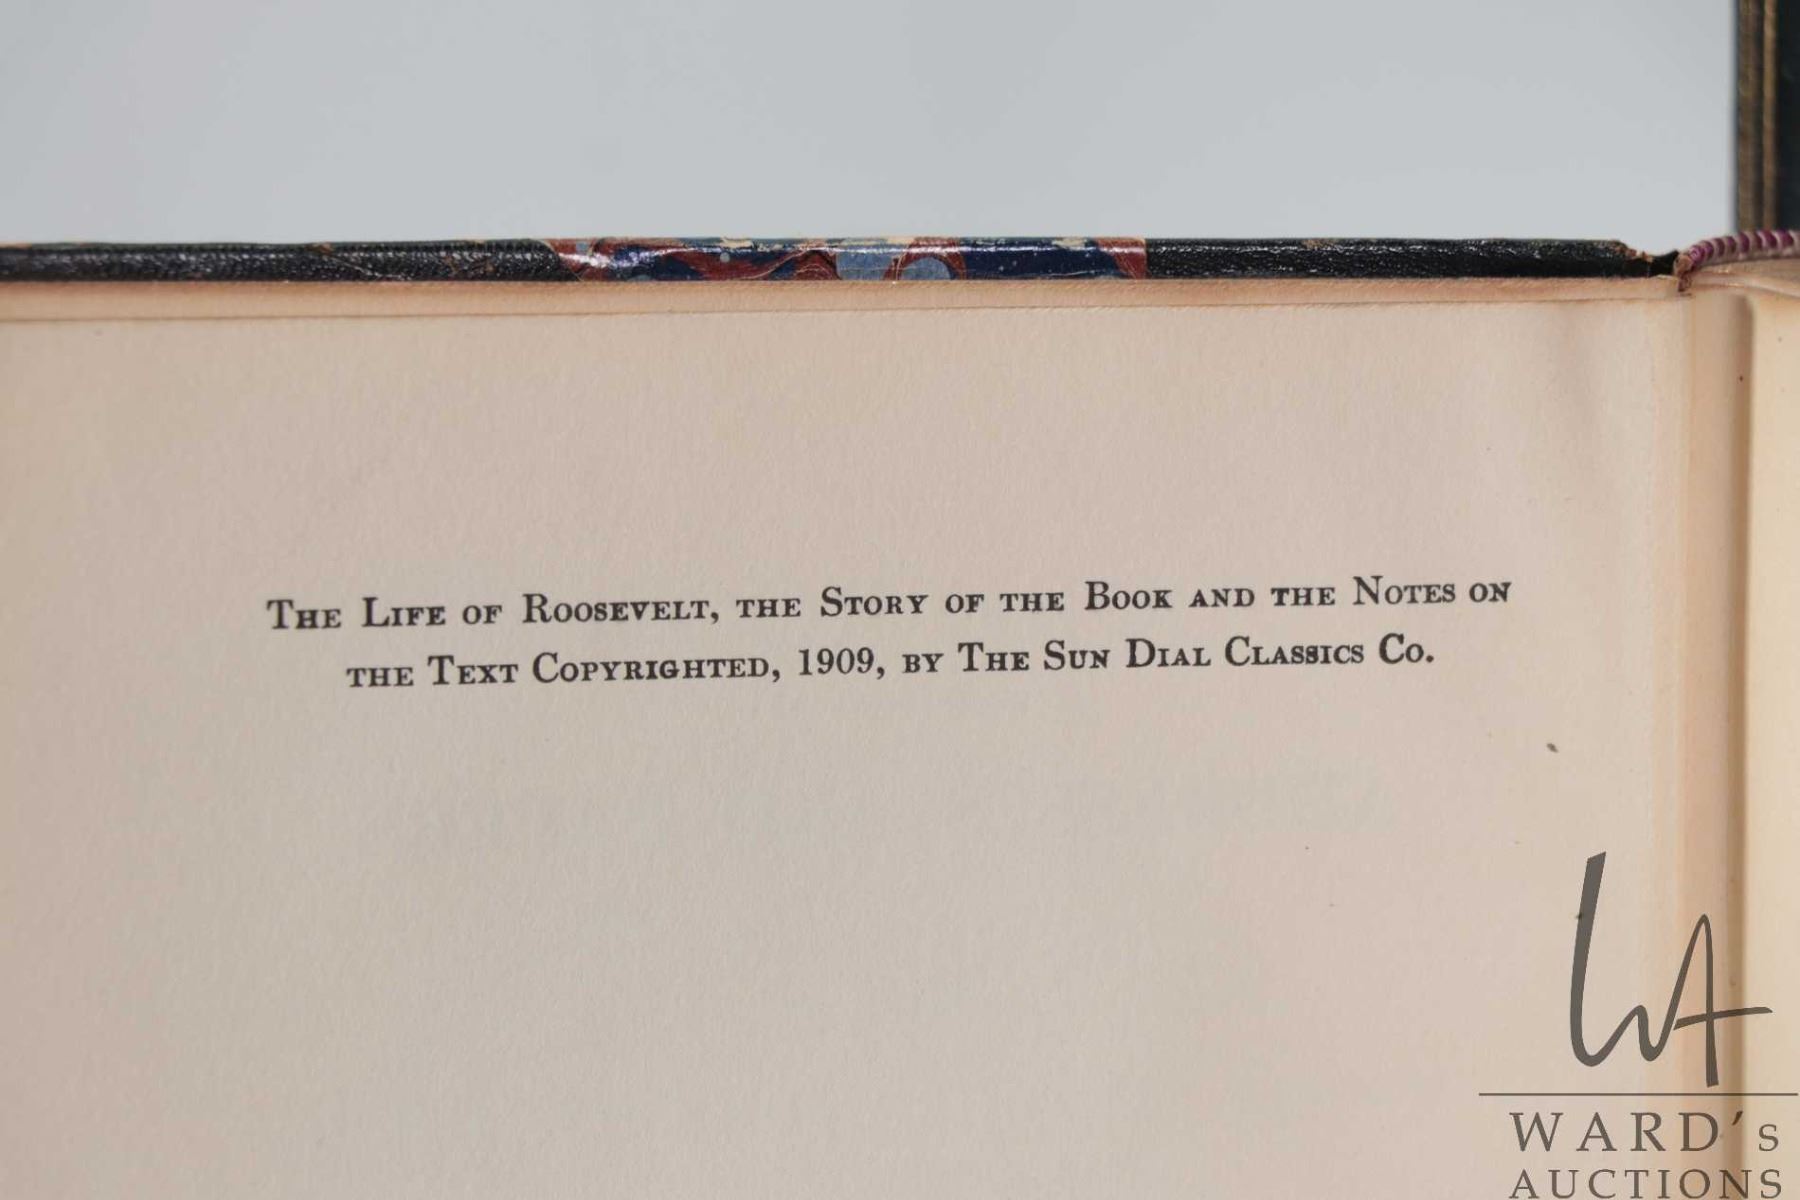 The Life of Roosevelt, the Story of the Book and the Notes on
the Text Copyrighted, 1909, by The Sun Dial Classics Co.
WA
WARD's
AUCTIONS